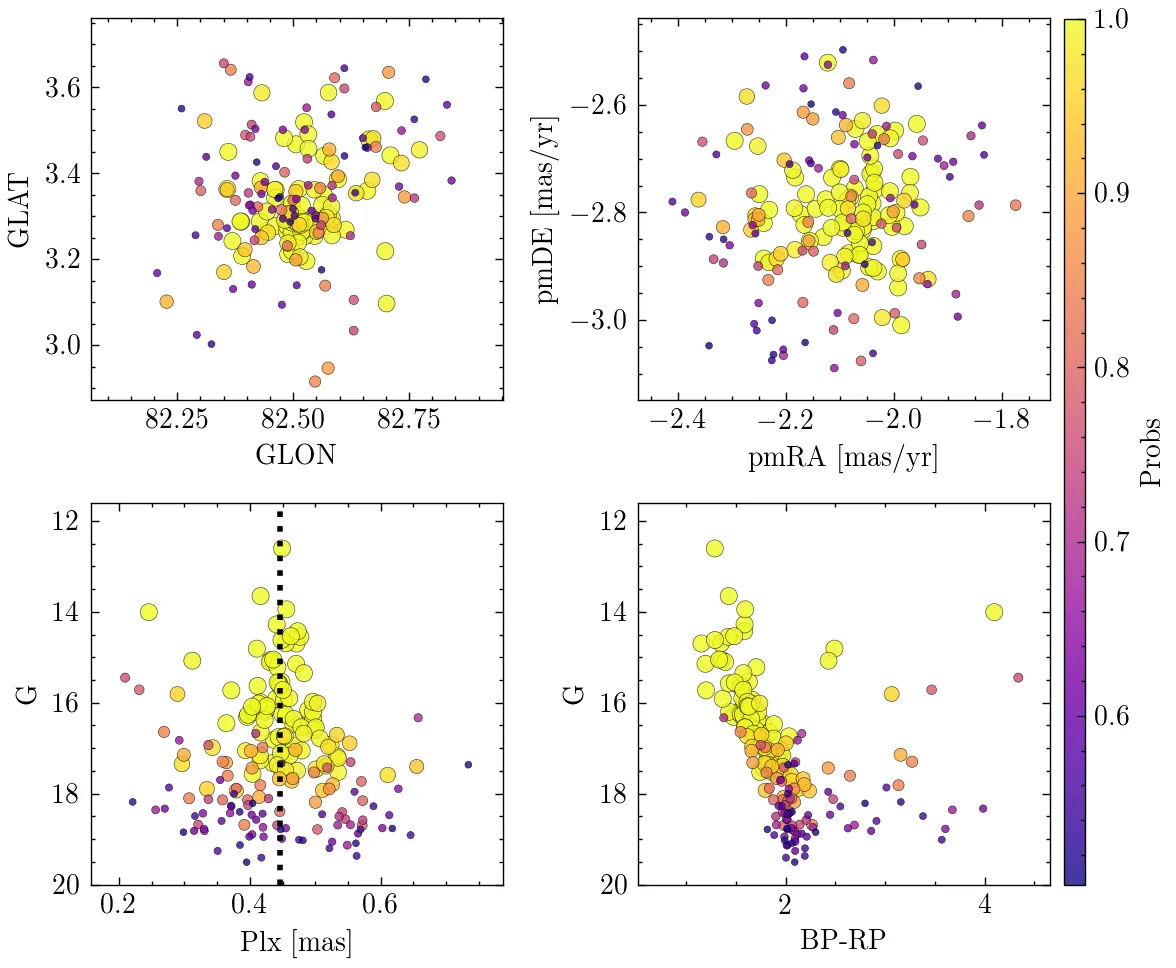 3.6
3.4
3.2
3.0
GLAT
82.25 82.50 82.75
GLON
−2.6
−2.8
−3.0
pmDE [mas/yr]
−2.4 −2.2 −2.0 −1.8
pmRA [mas/yr]
1.0
0.9
0.8
0.7
0.6
Probs
12
14
16
18
20
G
0.2 0.4 0.6
Plx [mas]
12
14
16
18
20
G
2 4
BP-RP